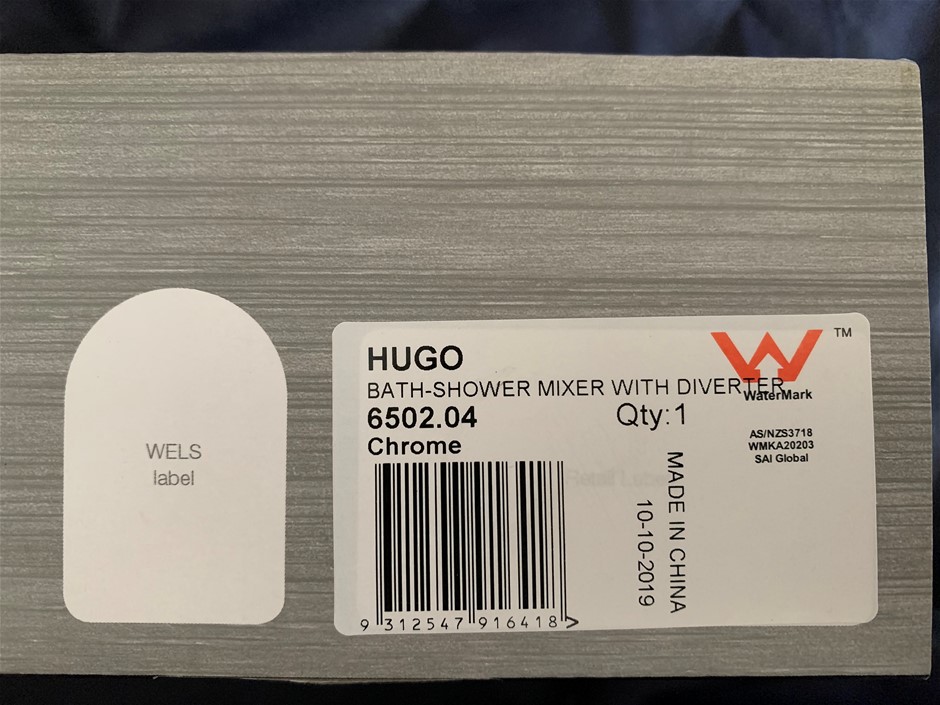 WELS
label
HUGO
BATH-SHOWER MIXER WITH DIVERTER
6502.04
Qty:1
Chrome
TM
WaterMark
AS/NZS3718
WMKA20203
SAI Global
MADE IN CHINA
10-10-2019
9 312547 916418 >